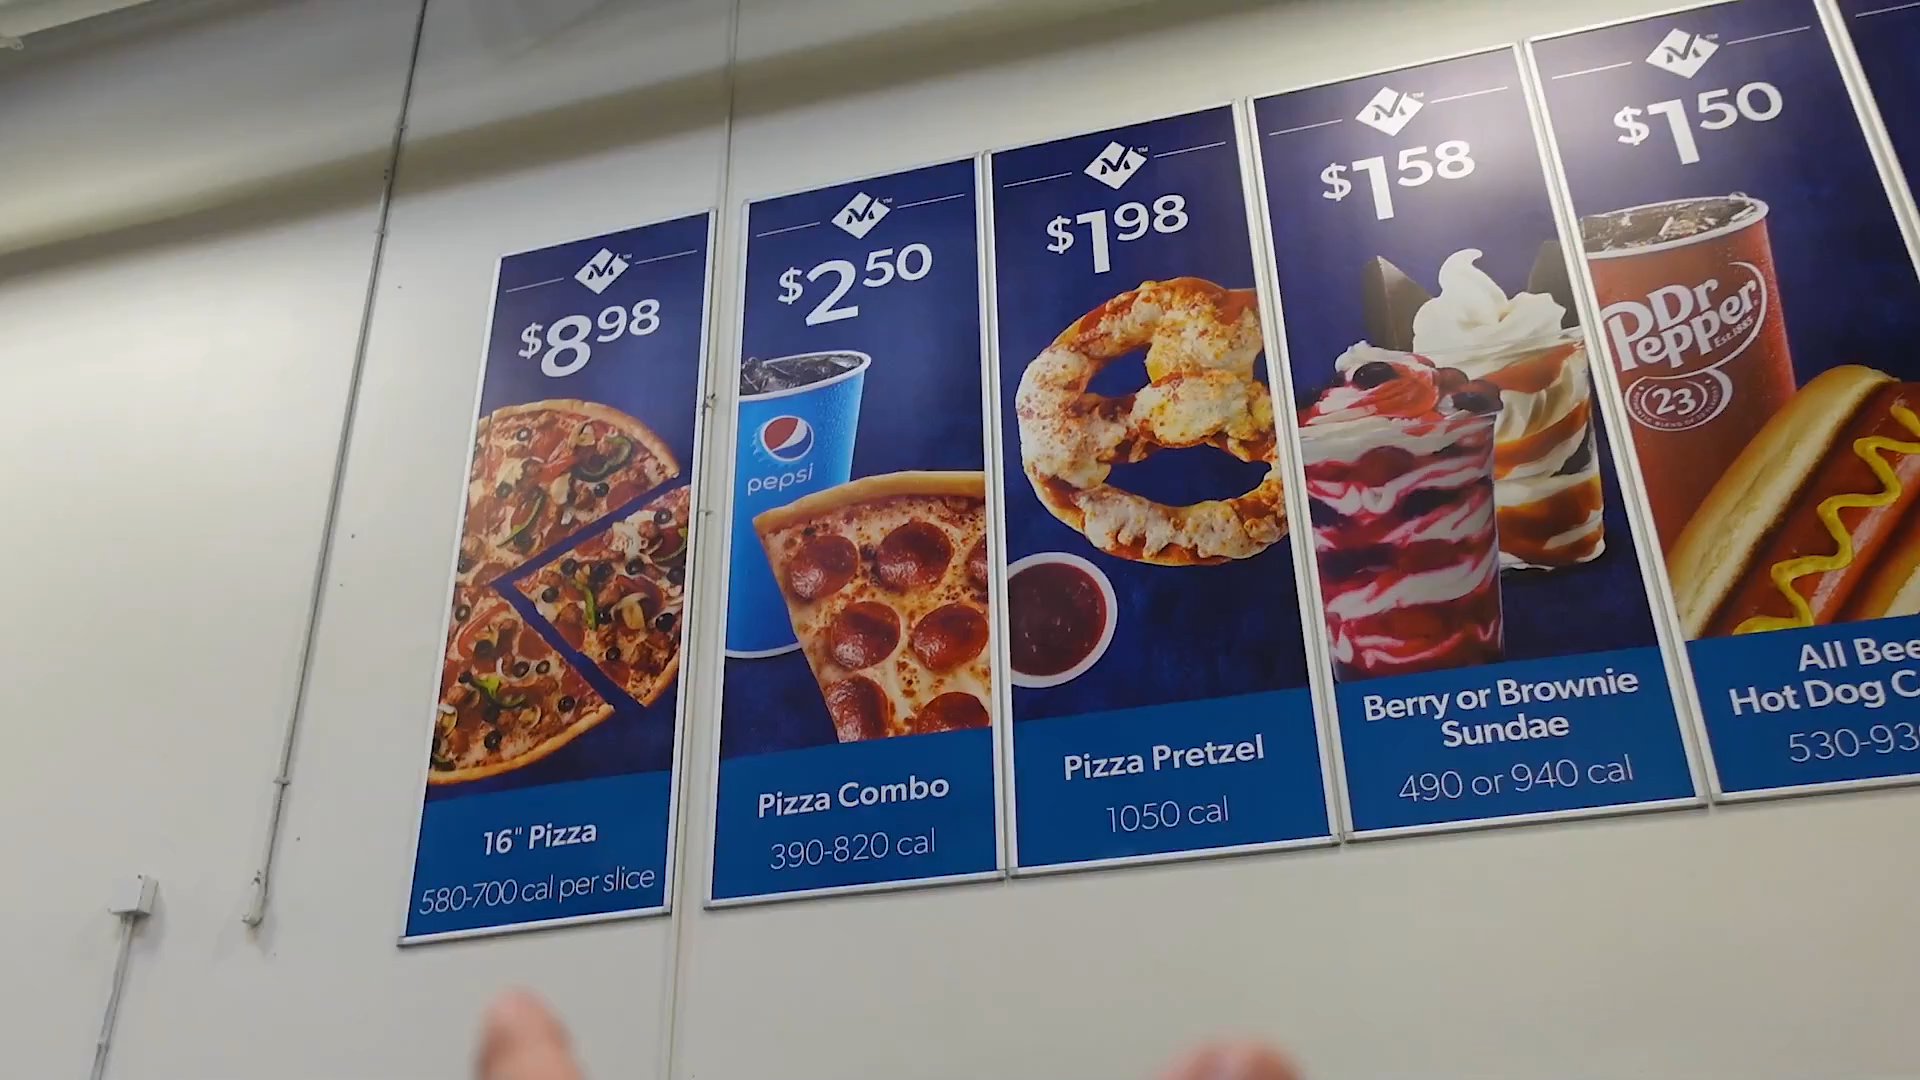 $8.98
16" Pizza
580-700 cal per slice
$2.50
pepsi
Pizza Combo
390-820 cal
$1.98
Pizza Pretzel
1050 cal
$1.58
Berry or Brownie
Sundae
490 or 940 cal
$1.50
Dr
Pepper
Est. 1885
23
All Bee
Hot Dog C
530-93